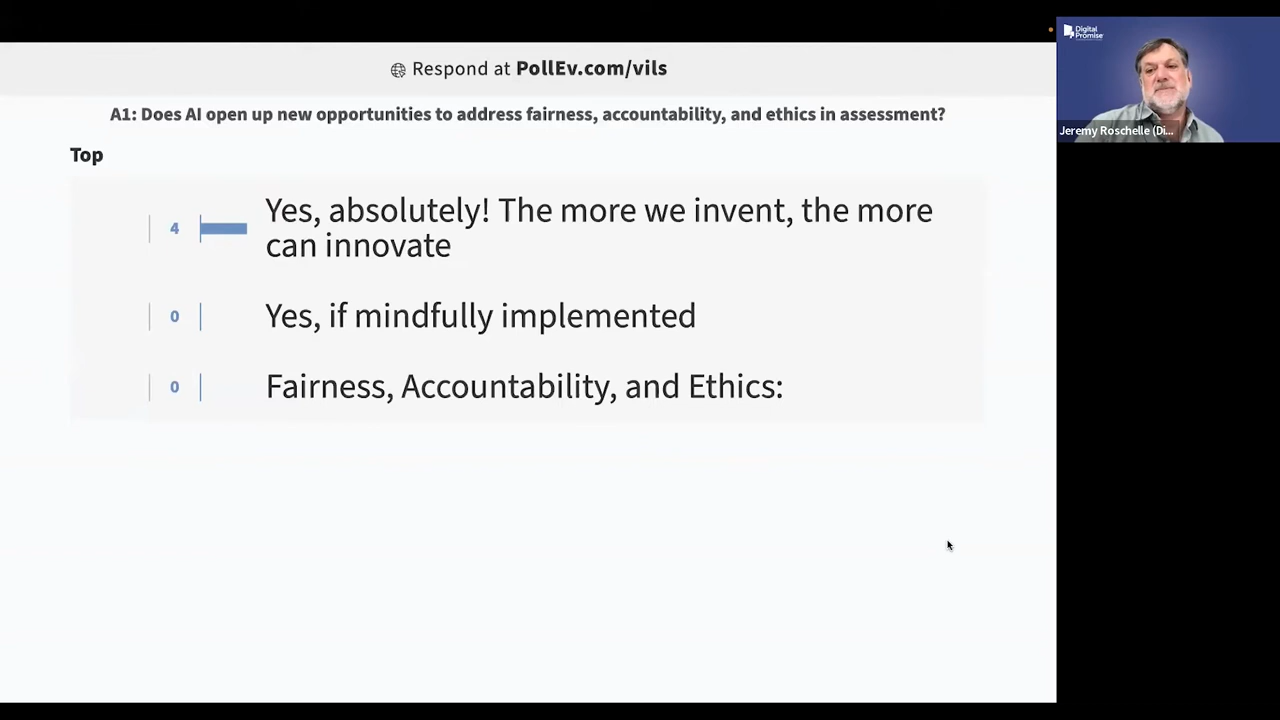 Respond at PollEv.com/vils
A1: Does AI open up new opportunities to address fairness, accountability, and ethics in assessment?
Top
4
Yes, absolutely! The more we invent, the more
can innovate
0
Yes, if mindfully implemented
0
Fairness, Accountability, and Ethics:
Digital
Promise
Jeremy Roschelle (Di...